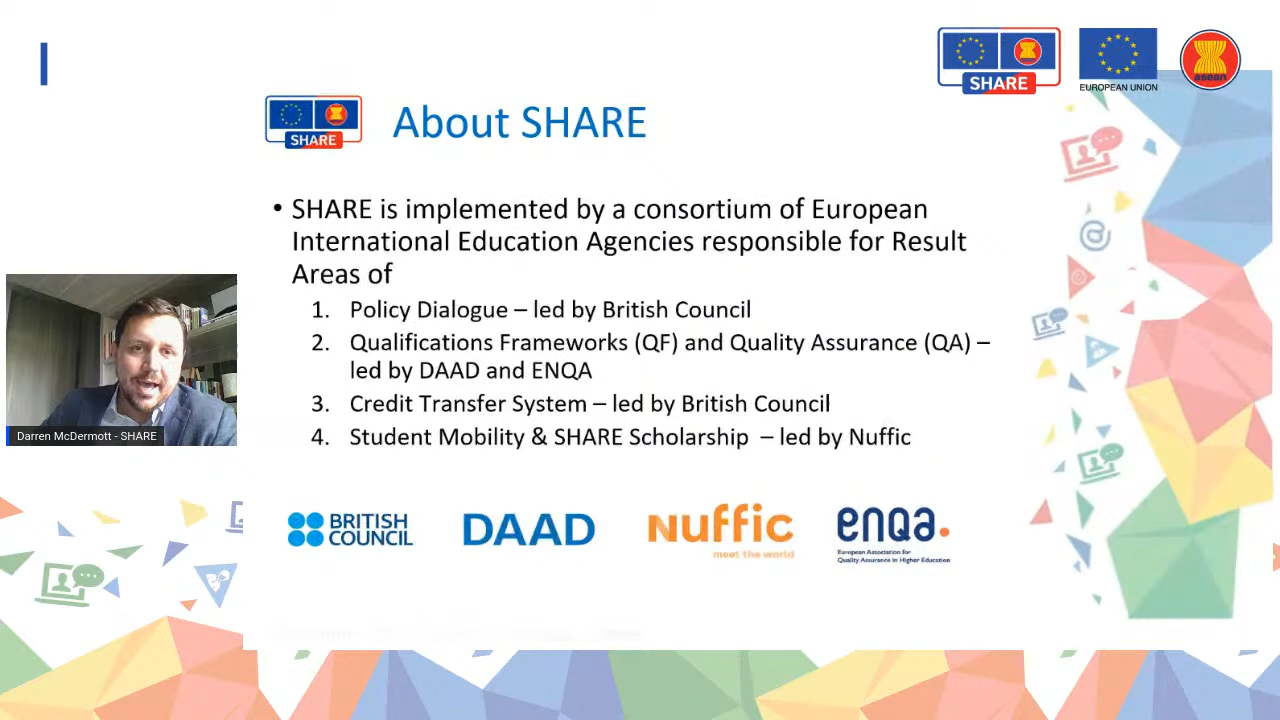 SHARE
EUROPEAN UNION
asean
SHARE
About SHARE
• SHARE is implemented by a consortium of European
International Education Agencies responsible for Result
Areas of
1. Policy Dialogue – led by British Council
2. Qualifications Frameworks (QF) and Quality Assurance (QA) –
led by DAAD and ENQA
3. Credit Transfer System – led by British Council
4. Student Mobility & SHARE Scholarship – led by Nuffic
Darren McDermott - SHARE
BRITISH
COUNCIL
DAAD
Nuffic
meet the world
enqa.
European Association for
Quality Assurance in Higher Education